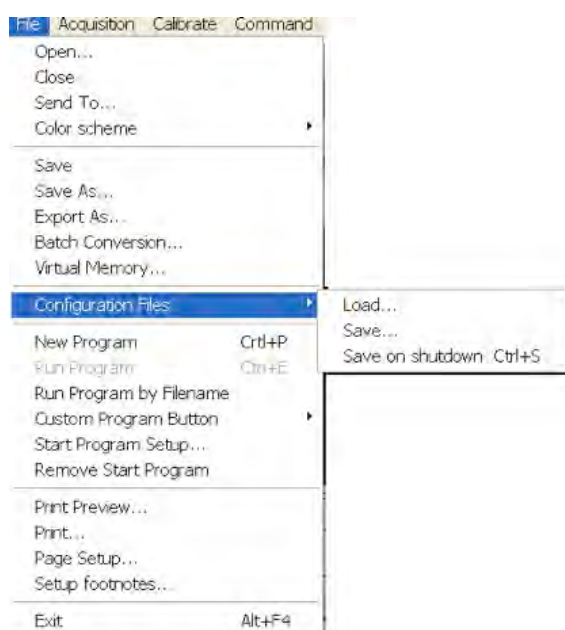 File Acquisition Calibrate Command
Open...
Close
Send To...
Color scheme
Save
Save As...
Export As...
Batch Conversion...
Virtual Memory...
Configuration Files
Load...
Save...
Save on shutdown Ctrl+S
New Program Crtl+P
Run Program Ctrl+E
Run Program by Filename
Custom Program Button
Start Program Setup...
Remove Start Program
Print Preview...
Print...
Page Setup...
Setup footnotes...
Exit Alt+F4